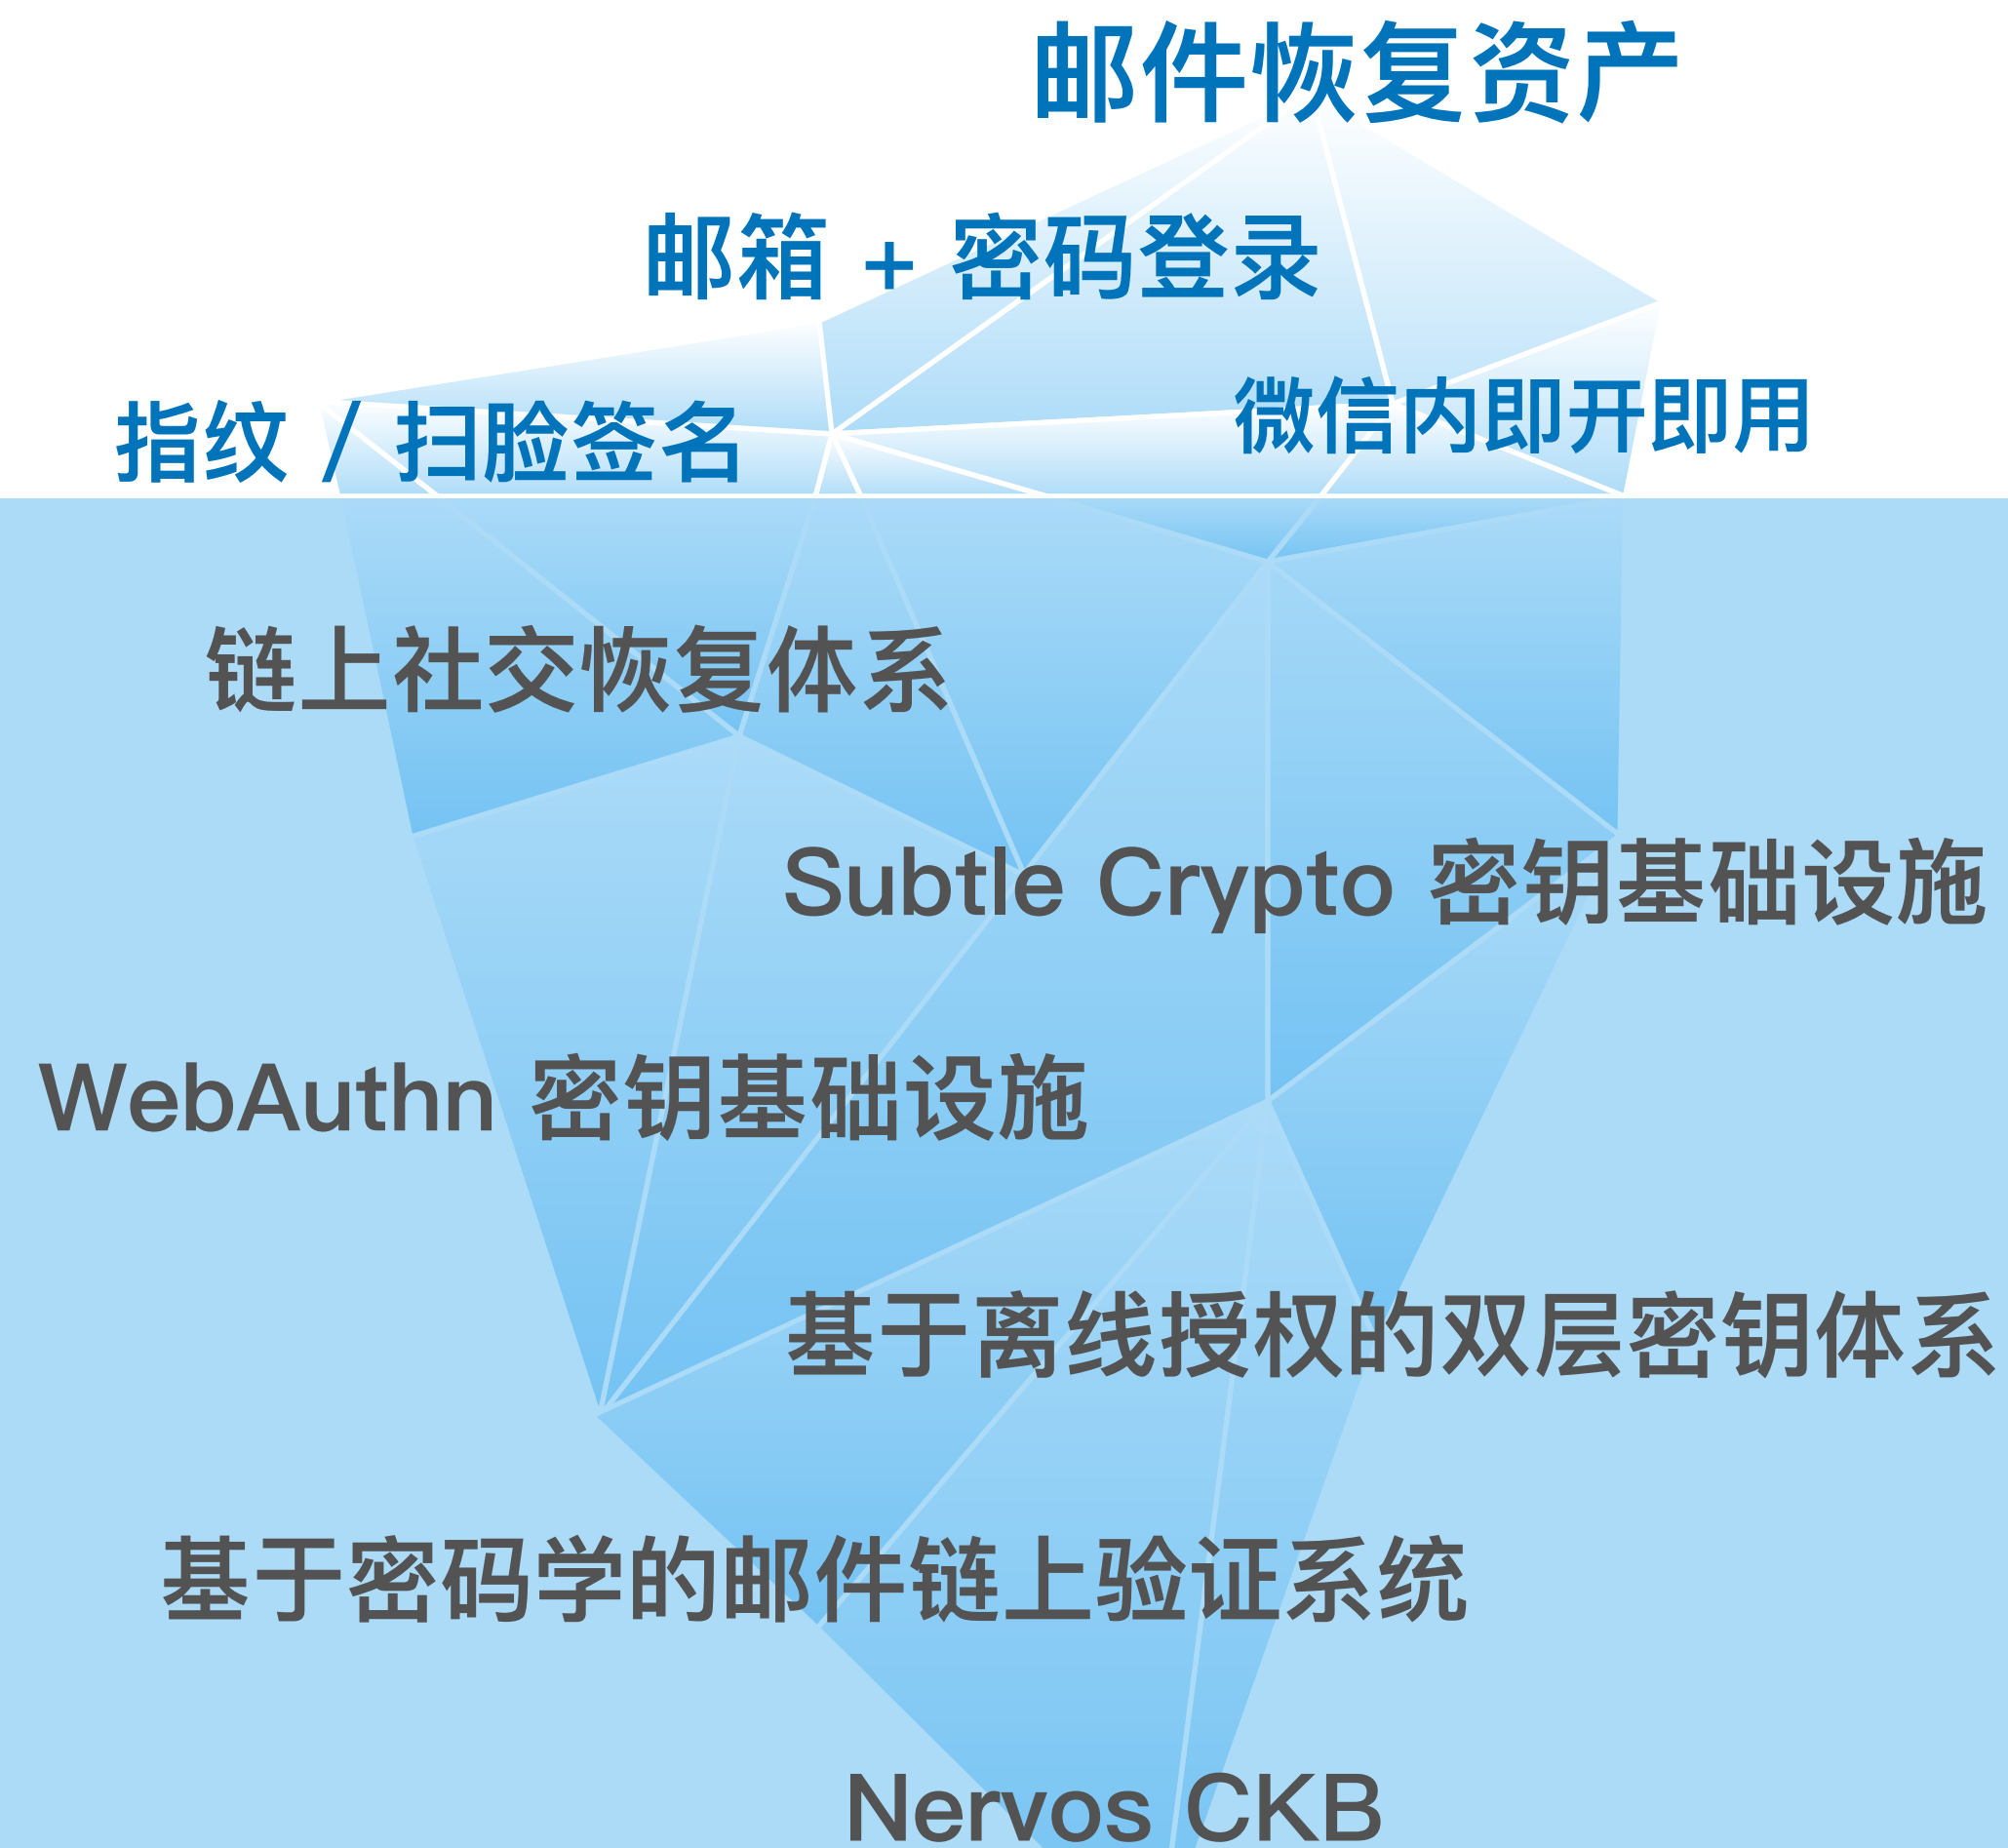 邮件恢复资产
邮箱 + 密码登录
指纹 / 扫脸签名
微信内即开即用
链上社交恢复体系
Subtle Crypto 密钥基础设施
WebAuthn 密钥基础设施
基于离线授权的双层密钥体系
基于密码学的邮件链上验证系统
Nervos CKB